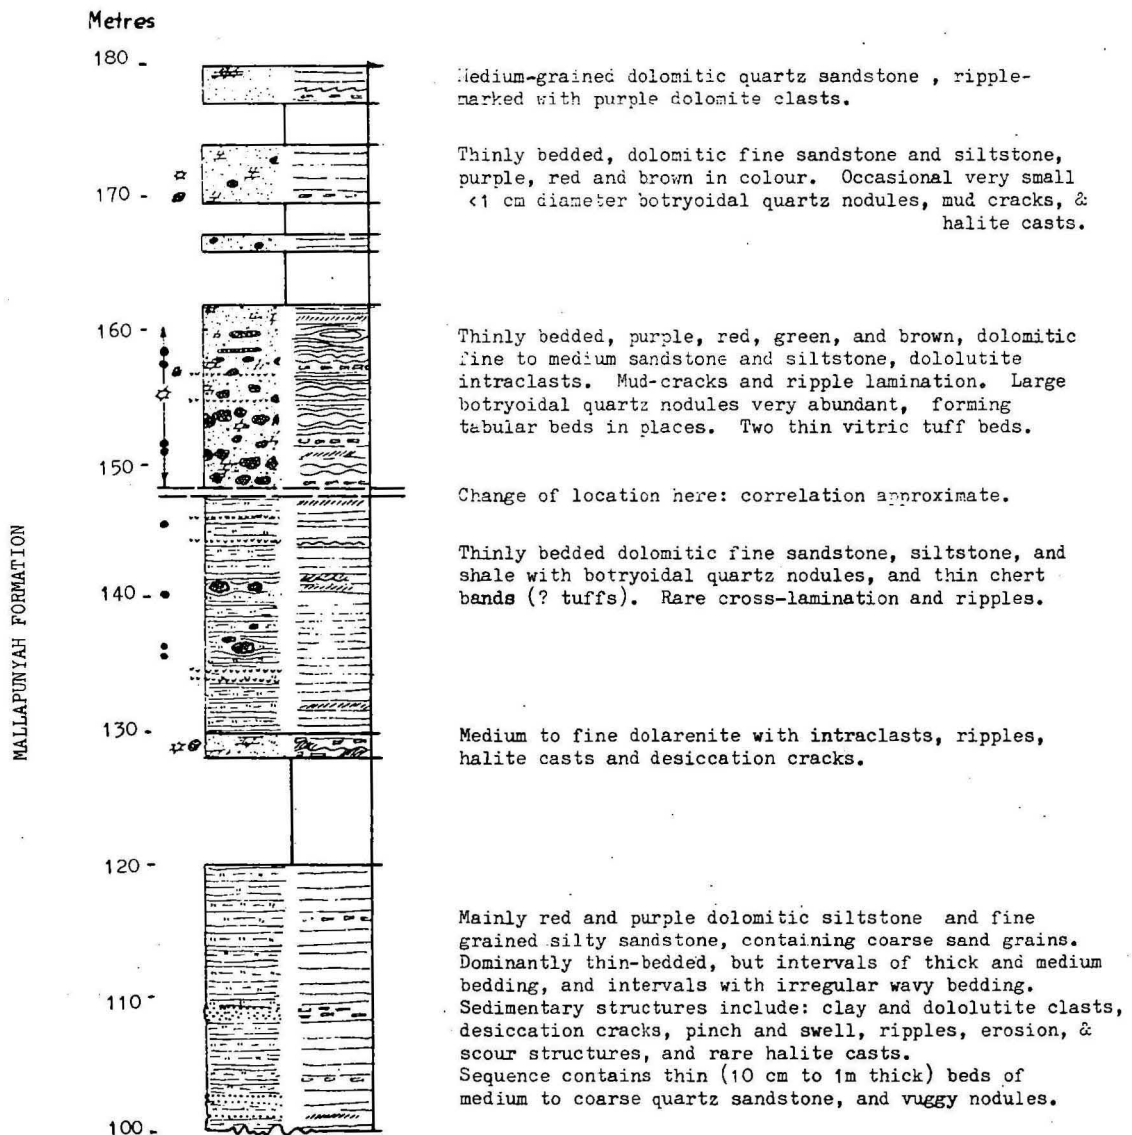 Metres
180
Medium-grained dolomitic quartz sandstone , ripple-
marked with purple dolomite clasts.
Thinly bedded, dolomitic fine sandstone and siltstone,
purple, red and brown in colour. Occasional very small
<1 cm diameter botryoidal quartz nodules, mud cracks, &
halite casts.
170
160
Thinly bedded, purple, red, green, and brown, dolomitic
fine to medium sandstone and siltstone, dololutite
intraclasts. Mud-cracks and ripple lamination. Large
botryoidal quartz nodules very abundant, forming
tabular beds in places. Two thin vitric tuff beds.
150
Change of location here: correlation approximate.
MALLAPUNYAH FORMATION
Thinly bedded dolomitic fine sandstone, siltstone, and
shale with botryoidal quartz nodules, and thin chert
bands (? tuffs). Rare cross-lamination and ripples.
140
130
Medium to fine dolarenite with intraclasts, ripples,
halite casts and desiccation cracks.
120
Mainly red and purple dolomitic siltstone and fine
grained silty sandstone, containing coarse sand grains.
Dominantly thin-bedded, but intervals of thick and medium
bedding, and intervals with irregular wavy bedding.
110
Sedimentary structures include: clay and dololutite clasts,
desiccation cracks, pinch and swell, ripples, erosion, &
scour structures, and rare halite casts.
Sequence contains thin (10 cm to 1m thick) beds of
medium to coarse quartz sandstone, and vuggy nodules.
100